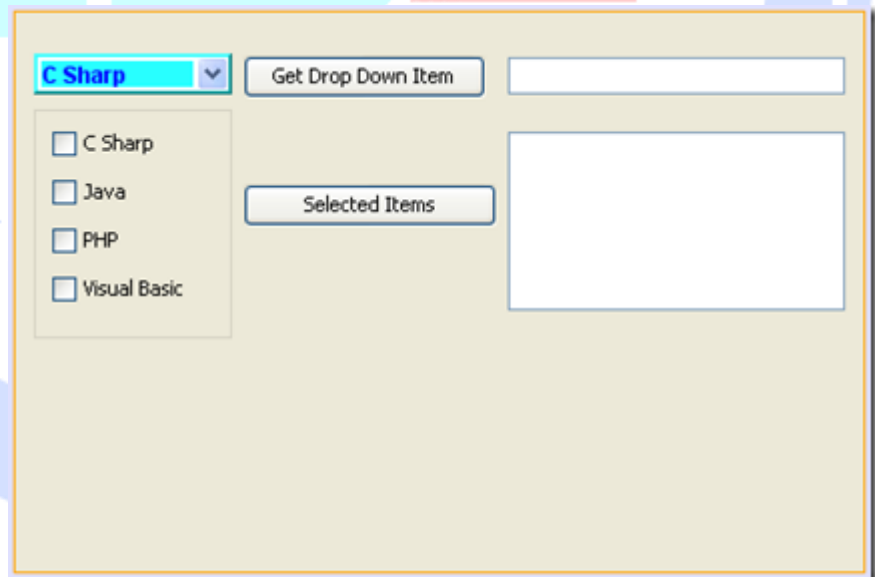 C Sharp
Get Drop Down Item
C Sharp
Java
Selected Items
PHP
Visual Basic